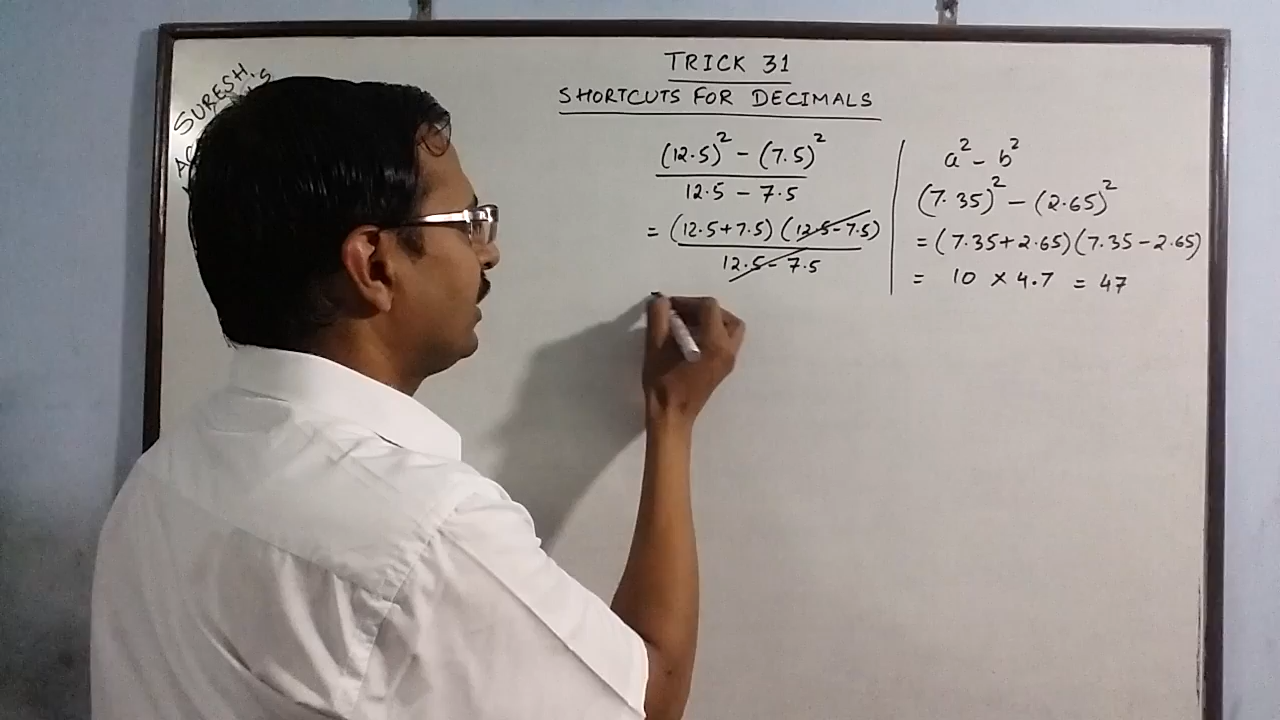 SURESH
TRICK 31
SHORTCUTS FOR DECIMALS
(12.5)² - (7.5)²
12.5 - 7.5
= (12.5+7.5) (12.5-7.5)
12.5 - 7.5
a² - b²
(7.35)² - (2.65)²
= (7.35+2.65)(7.35-2.65)
= 10 × 4.7 = 47